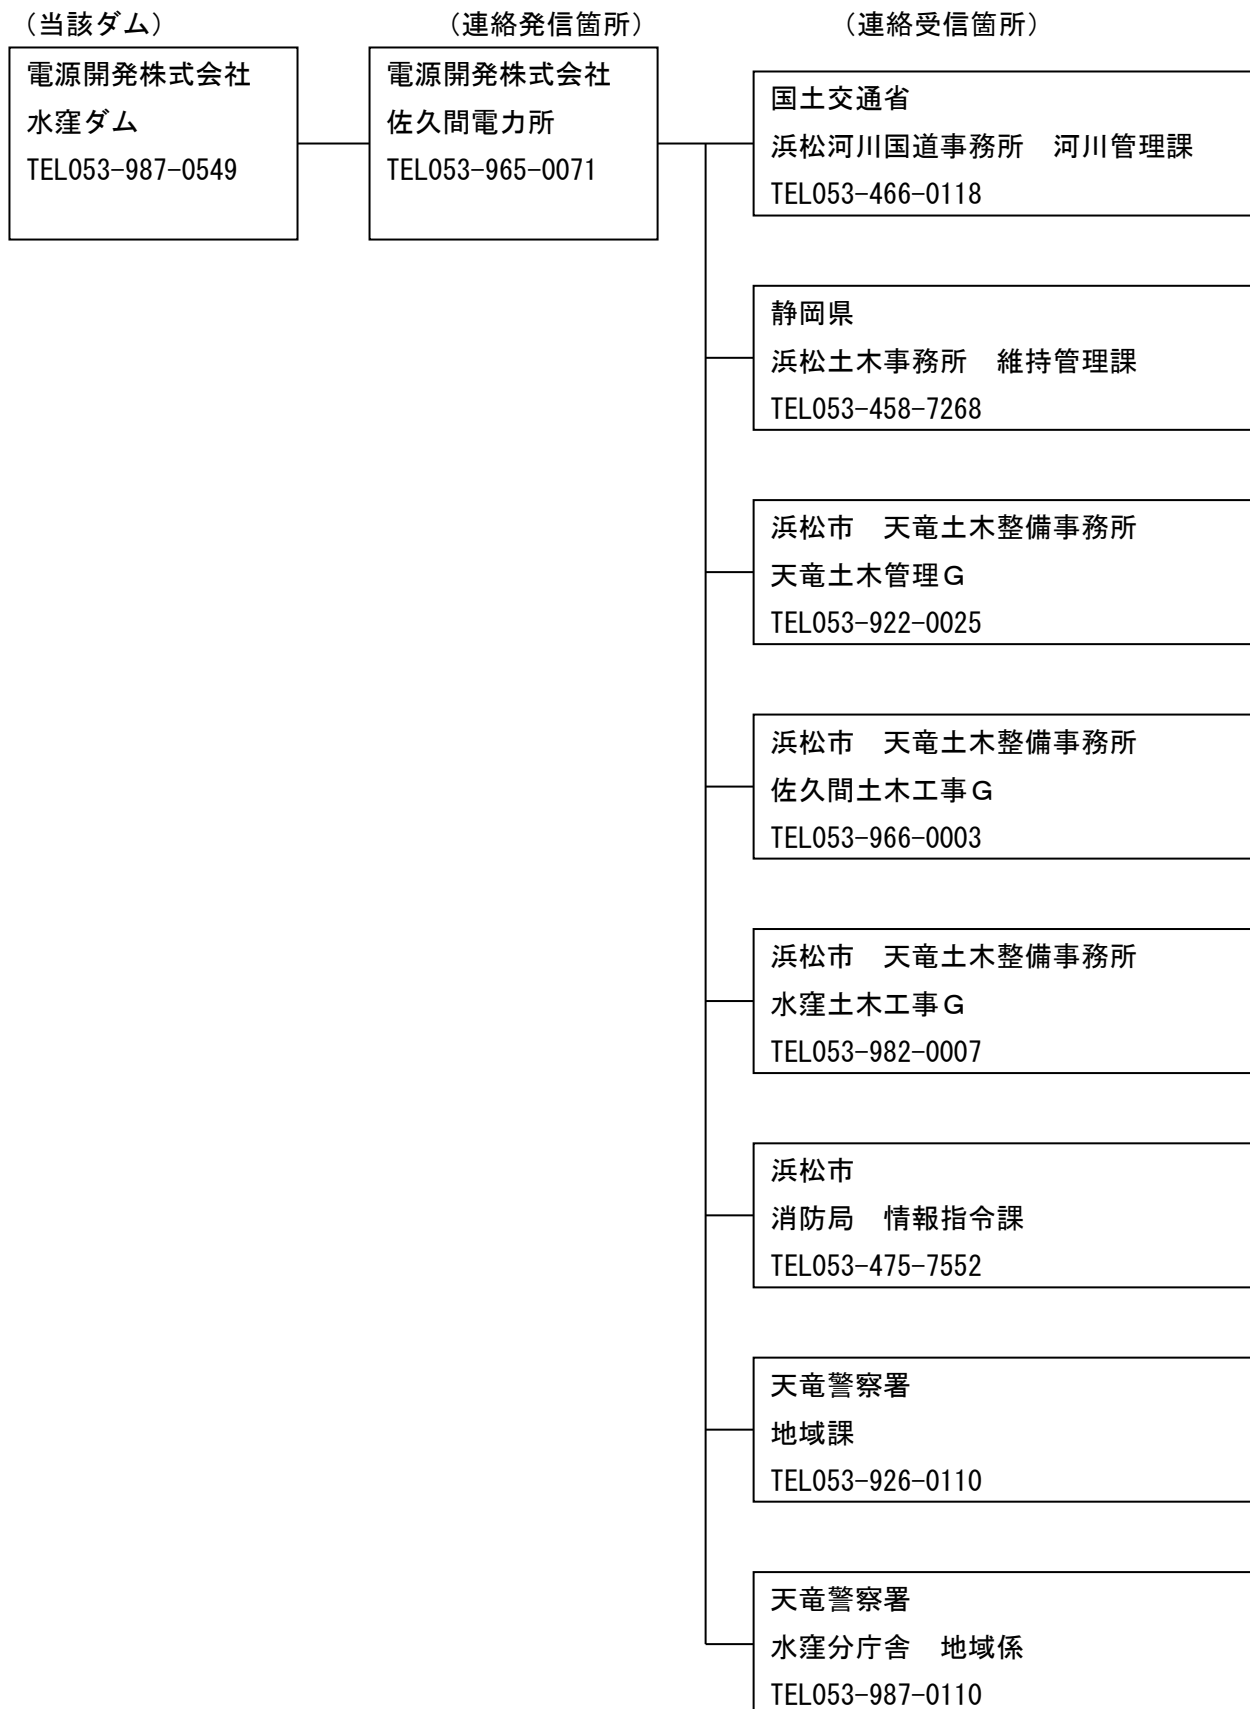 （当該ダム）
（連絡発信箇所）
（連絡受信箇所）
電源開発株式会社
水窪ダム
TEL053-987-0549
電源開発株式会社
佐久間電力所
TEL053-965-0071
国土交通省
浜松河川国道事務所　河川管理課
TEL053-466-0118
静岡県
浜松土木事務所　維持管理課
TEL053-458-7268
浜松市　天竜土木整備事務所
天竜土木管理Ｇ
TEL053-922-0025
浜松市　天竜土木整備事務所
佐久間土木工事Ｇ
TEL053-966-0003
浜松市　天竜土木整備事務所
水窪土木工事Ｇ
TEL053-982-0007
浜松市
消防局　情報指令課
TEL053-475-7552
天竜警察署
地域課
TEL053-926-0110
天竜警察署
水窪分庁舎　地域係
TEL053-987-0110